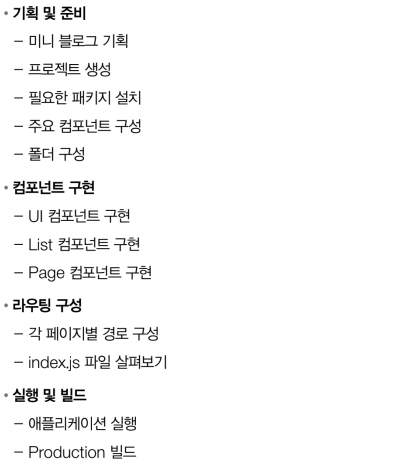 • 기획 및 준비
– 미니 블로그 기획
– 프로젝트 생성
– 필요한 패키지 설치
– 주요 컴포넌트 구성
– 폴더 구성
• 컴포넌트 구현
– UI 컴포넌트 구현
– List 컴포넌트 구현
– Page 컴포넌트 구현
• 라우팅 구성
– 각 페이지별 경로 구성
– index.js 파일 살펴보기
• 실행 및 빌드
– 애플리케이션 실행
– Production 빌드